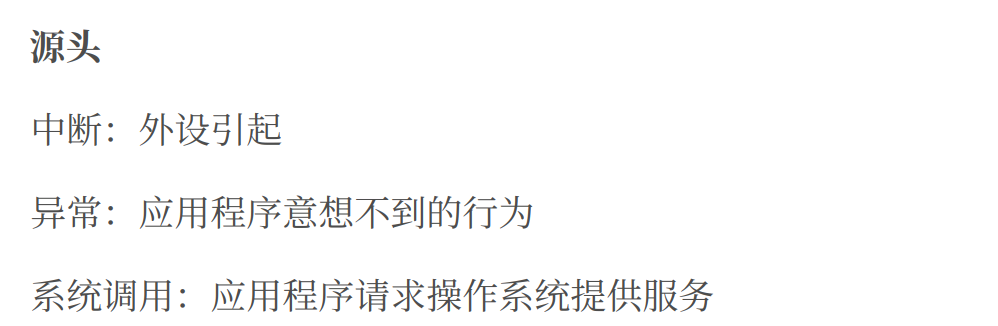 源头
中断：外设引起
异常：应用程序意想不到的行为
系统调用：应用程序请求操作系统提供服务